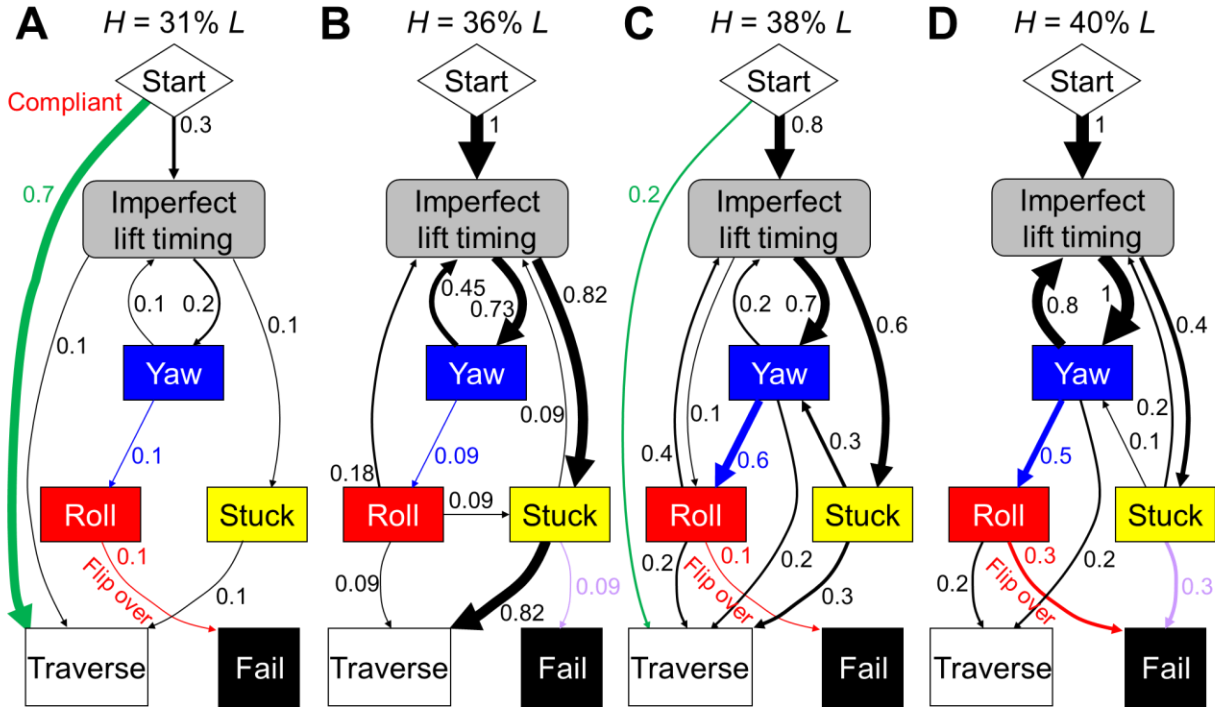 A H = 31% L
Start
Compliant
0.3
0.7
Imperfect
lift timing
0.1
0.2
0.1
0.1
Yaw
0.1
Roll
Stuck
0.1
Flip over
0.1
Traverse
Fail
B H = 36% L
Start
1
Imperfect
lift timing
0.45
0.73
0.82
Yaw
0.09
0.09
0.18
Roll
0.09
Stuck
0.09
0.82
0.09
Traverse
Fail
C H = 38% L
Start
0.8
0.2
Imperfect
lift timing
0.2
0.7
0.6
Yaw
0.1
0.4
0.6
0.3
Roll
Stuck
0.2
0.1
Flip over
0.2
0.3
Traverse
Fail
D H = 40% L
Start
1
Imperfect
lift timing
0.8
1
0.4
Yaw
0.2
0.1
0.5
Roll
Stuck
0.2
0.3
Flip over
0.2
0.3
Traverse
Fail